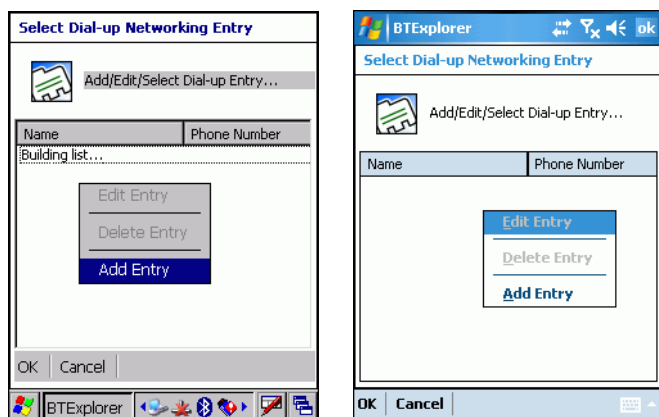 Select Dial-up Networking Entry
Add/Edit/Select Dial-up Entry...
Name Phone Number
Building list...
Edit Entry
Delete Entry
Add Entry
OK Cancel
BTExplorer
BTExplorer ok
Select Dial-up Networking Entry
Add/Edit/Select Dial-up Entry...
Name Phone Number
Edit Entry
Delete Entry
Add Entry
OK Cancel